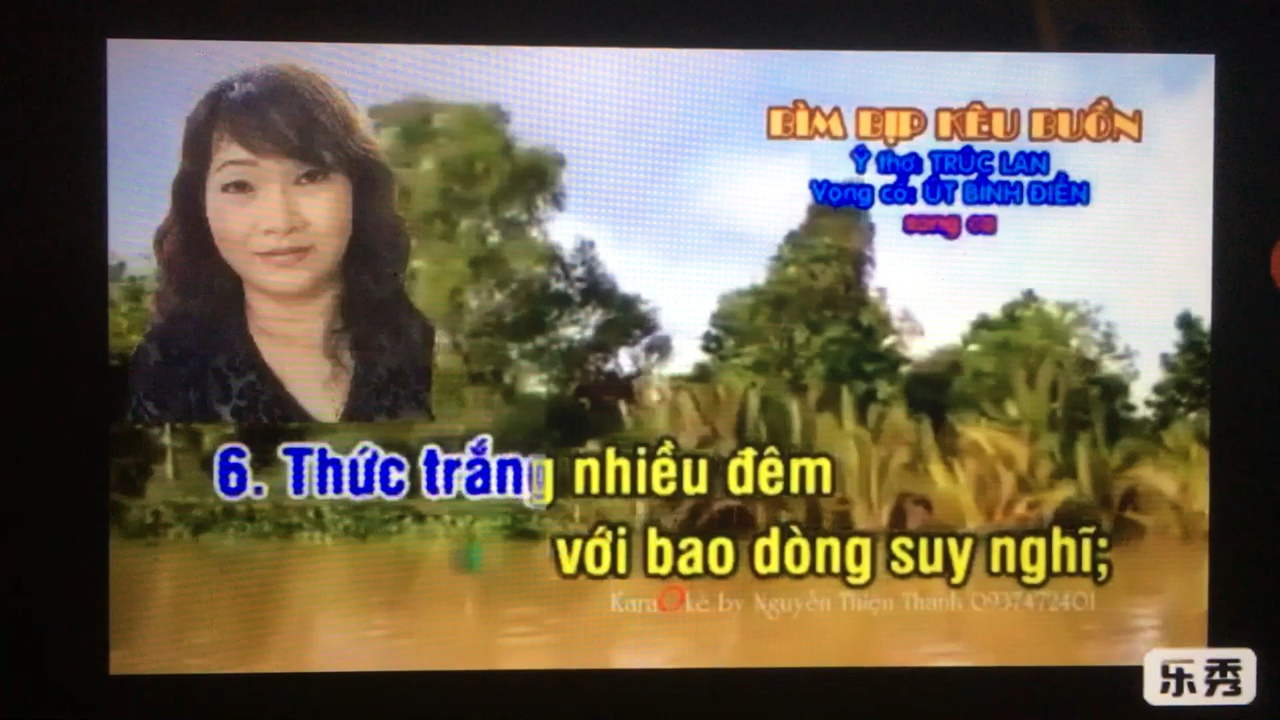 BÌM BỊP KÊU BUỒN
Ý thơ: TRÚC LAN
Vọng cổ: ÚT BÌNH ĐIỀN
song ca
6. Thức trắng nhiều đêm
với bao dòng suy nghĩ;
Karaokê by Nguyễn Thiện Thanh 0937472401
乐秀